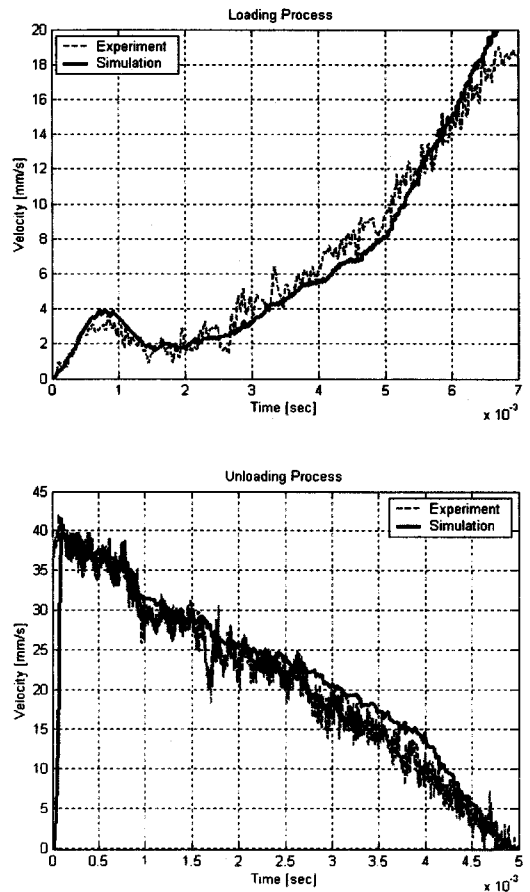 Loading Process
20
18
16
14
12
10
8
6
4
2
0
Velocity [mm/s]
Experiment
Simulation
0 1 2 3 4 5 6 7
Time [sec]
x 10-3
Unloading Process
45
40
35
30
25
20
15
10
5
0
Velocity [mm/s]
Experiment
Simulation
0 0.5 1 1.5 2 2.5 3 3.5 4 4.5 5
Time [sec]
x 10-3